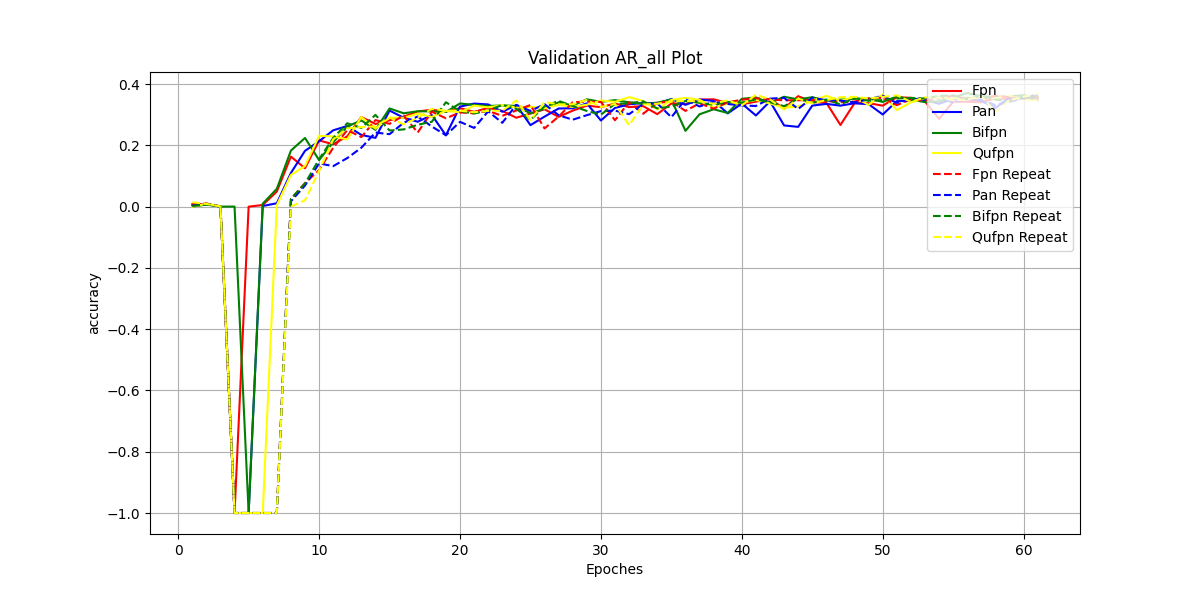 Validation AR_all Plot
0.4
0.2
0.0
−0.2
−0.4
−0.6
−0.8
−1.0
accuracy
0
10
20
30
40
50
60
Epoches
Fpn
Pan
Bifpn
Qufpn
Fpn Repeat
Pan Repeat
Bifpn Repeat
Qufpn Repeat